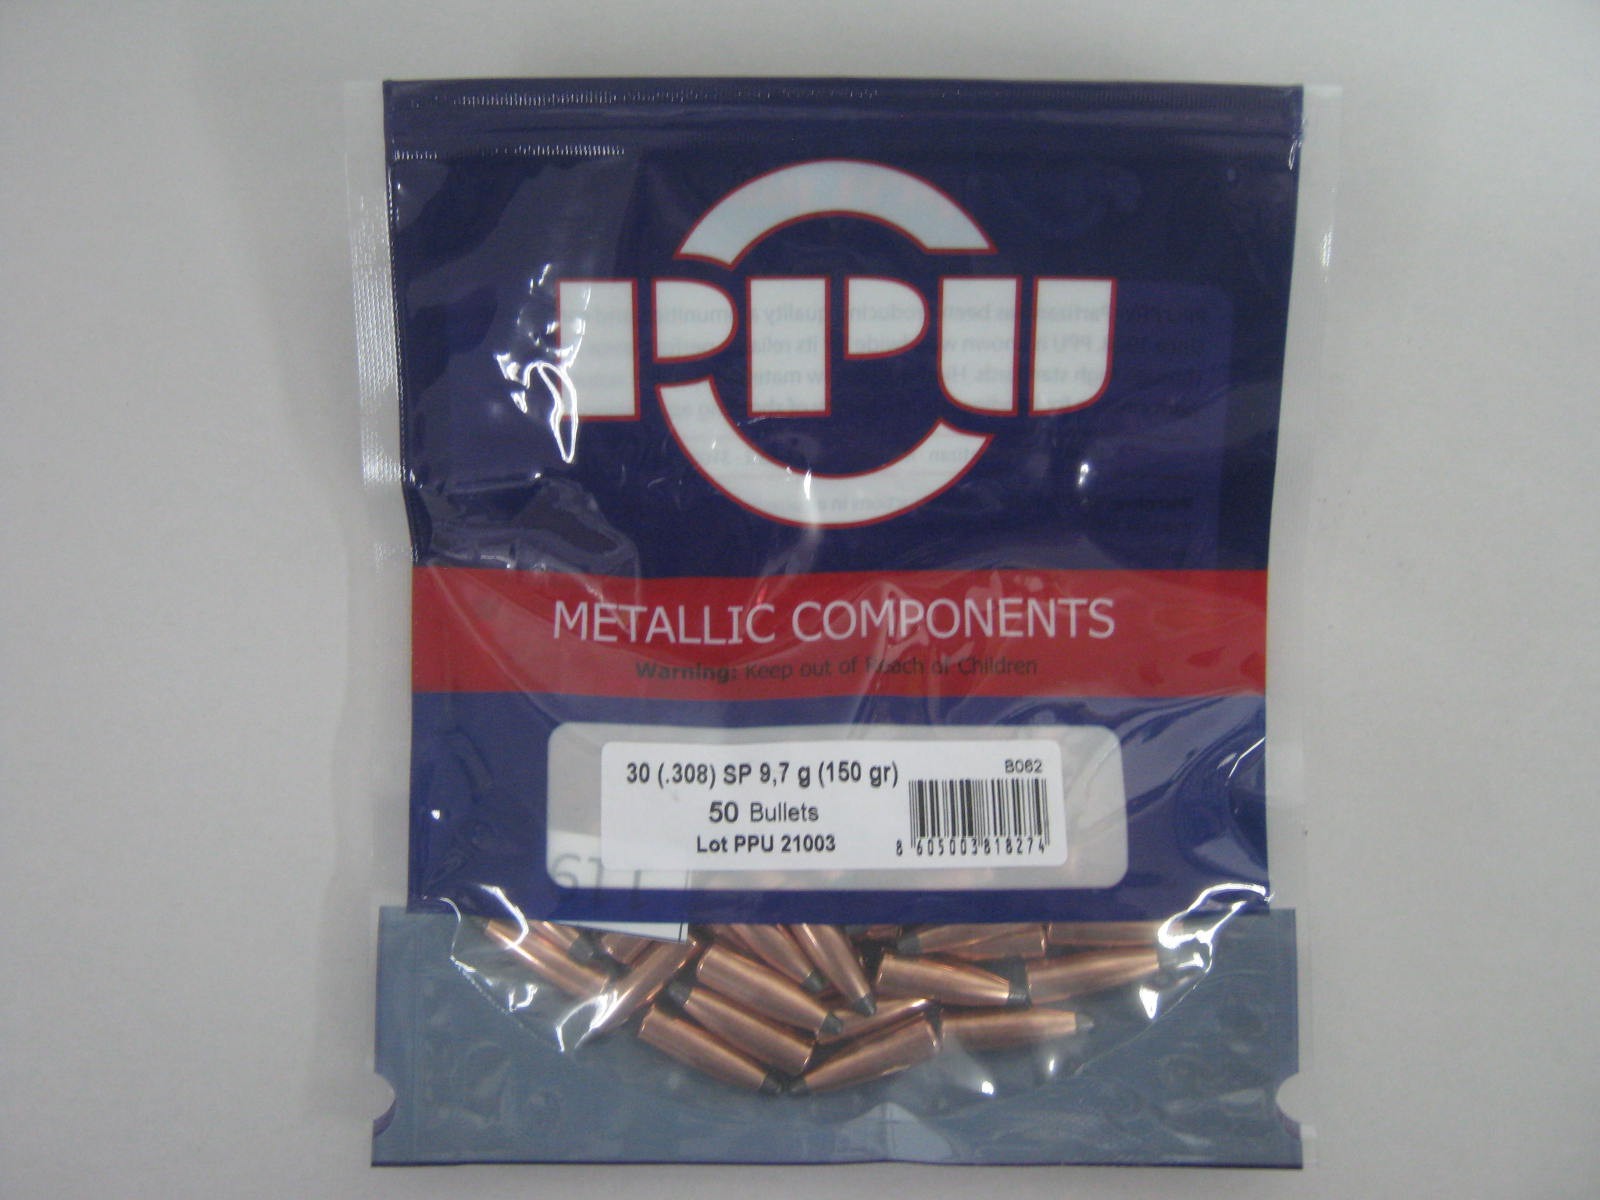 PPU
METALLIC COMPONENTS
Warning: Keep out of Reach of Children
30 (.308) SP 9,7 g (150 gr)
B062
50 Bullets
Lot PPU 21003
8 605003 818274